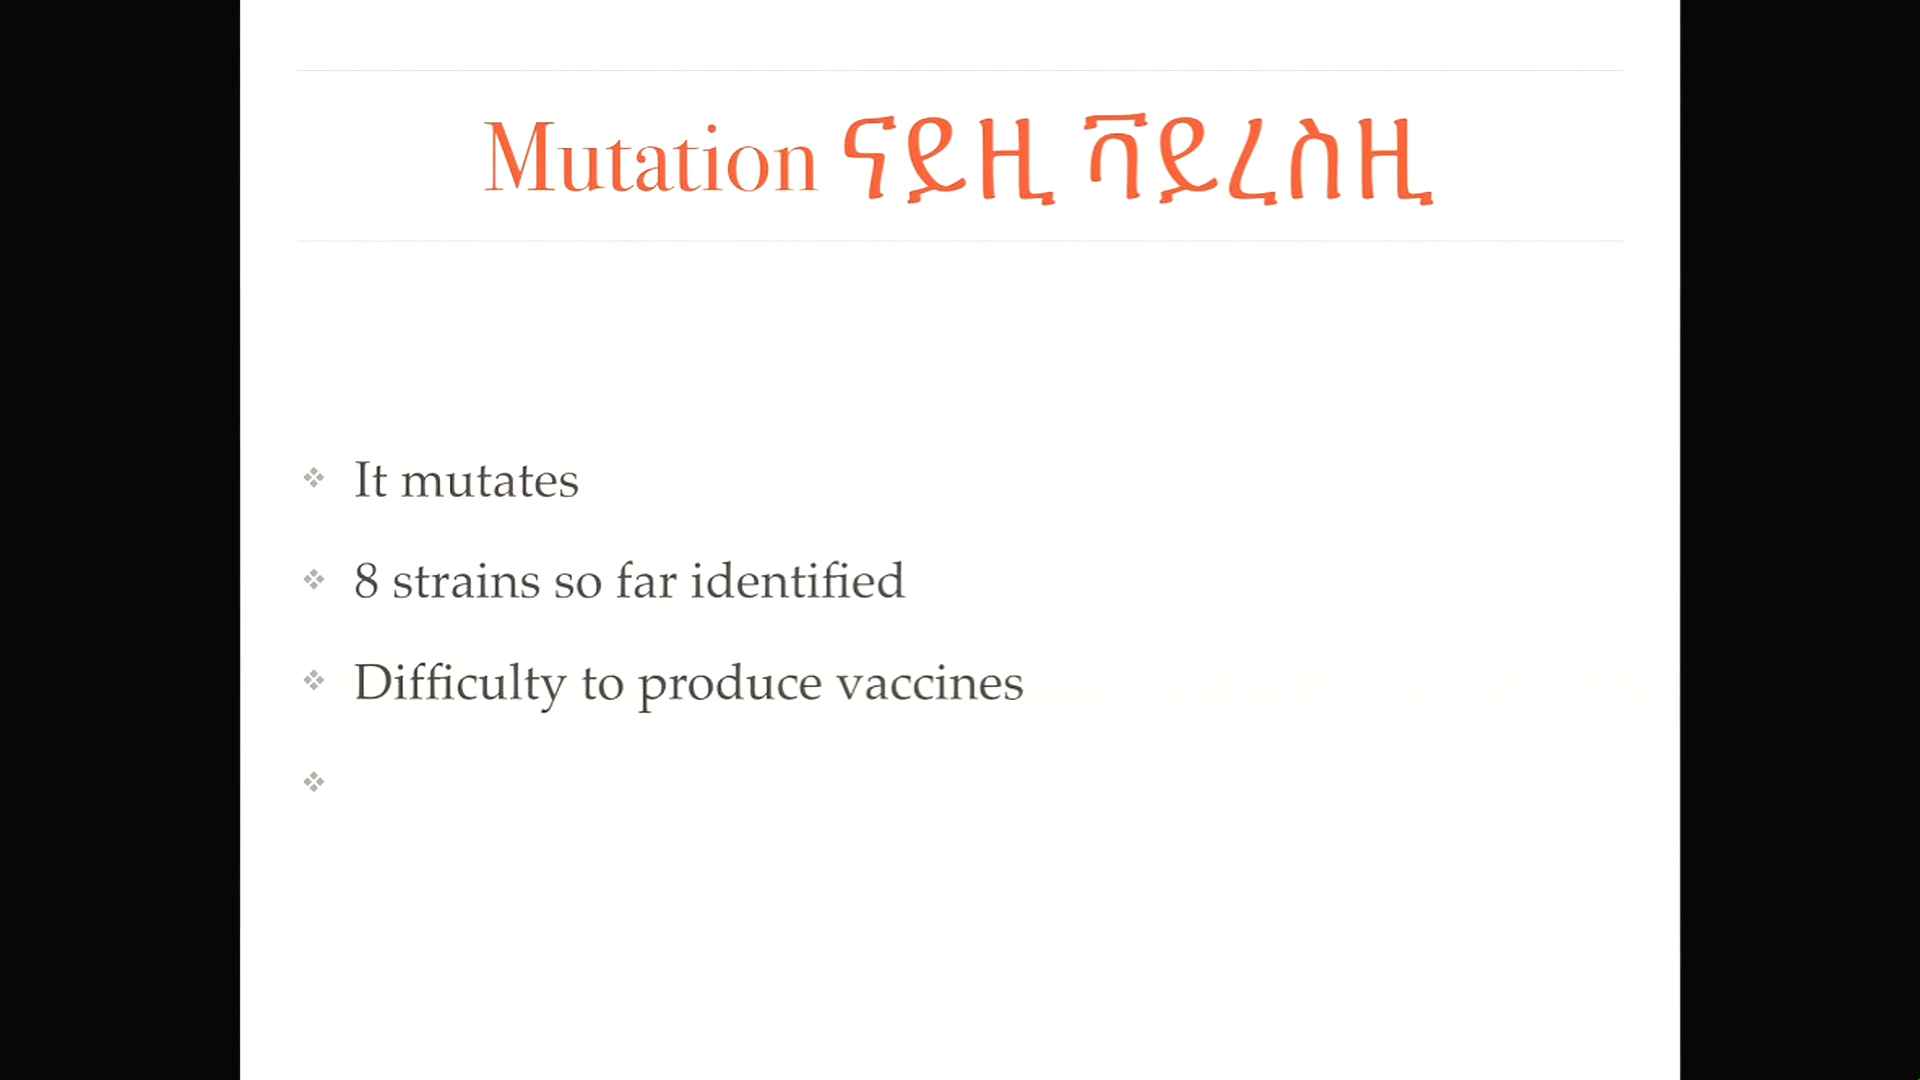 Mutation ናይዚ ቫይረስዚ
It mutates
8 strains so far identified
Difficulty to produce vaccines